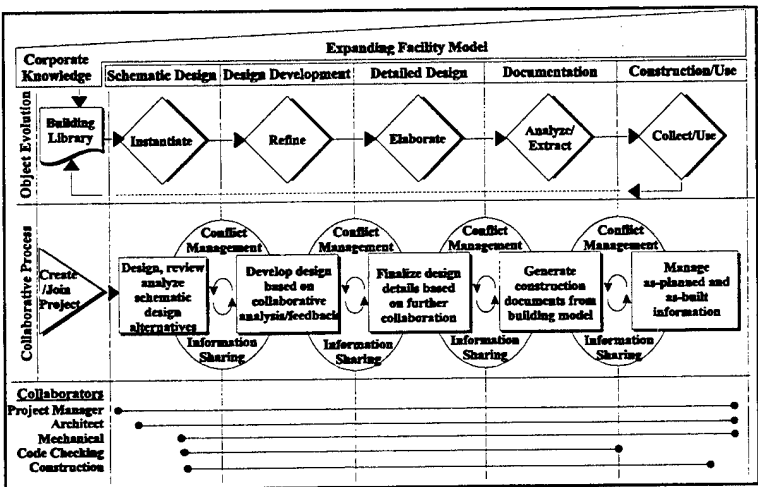 Expanding Facility Model
Corporate
Knowledge
Schematic Design
Design Development
Detailed Design
Documentation
Construction/Use
Object Evolution
Building
Library
Instantiate
Refine
Elaborate
Analyze/
Extract
Collect/Use
Collaborative Process
Create
/Join
Project
Conflict
Management
Conflict
Management
Conflict
Management
Conflict
Management
Design, review
analyze
schematic
design
alternatives
Develop design
based on
collaborative
analysis/feedback
Finalize design
details based
on further
collaboration
Generate
construction
documents from
building model
Manage
as-planned and
as-built
information
Information
Sharing
Information
Sharing
Information
Sharing
Information
Sharing
Collaborators
Project Manager
Architect
Mechanical
Code Checking
Construction